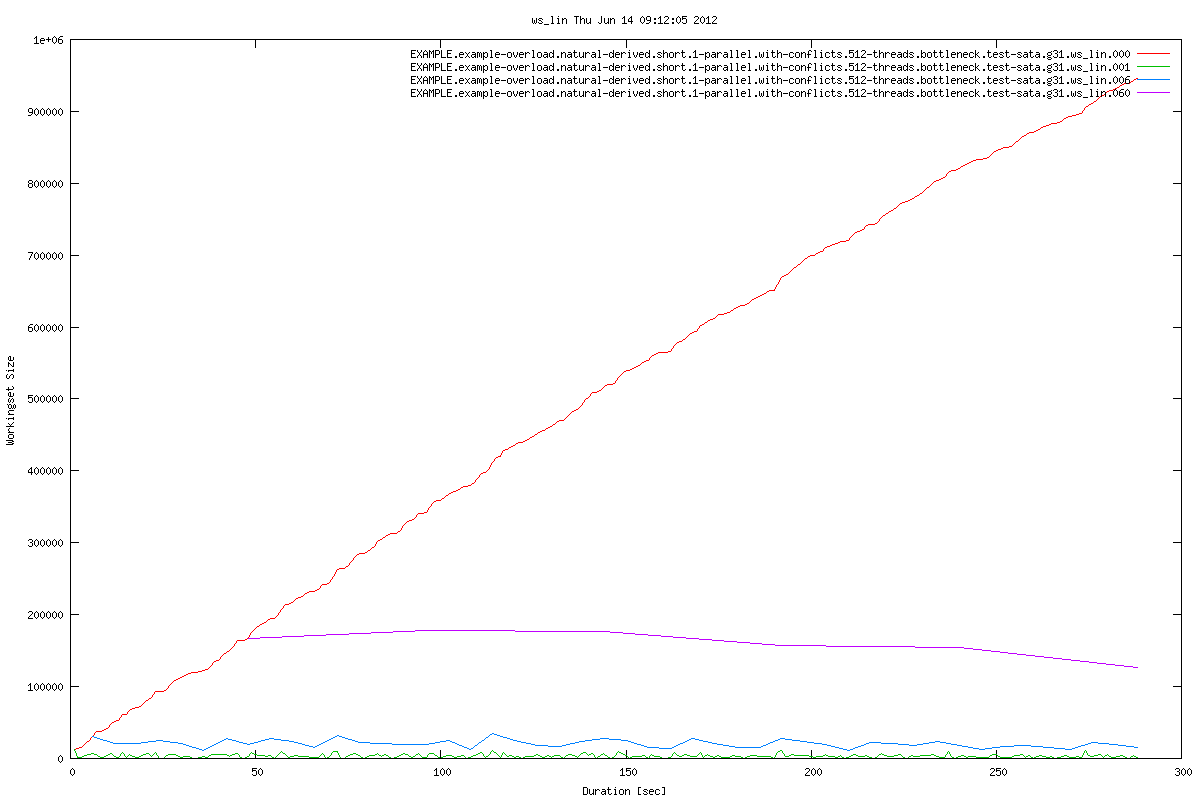 ws_lin Thu Jun 14 09:12:05 2012
EXAMPLE.example-overload.natural-derived.short.1-parallel.with-conflicts.512-threads.bottleneck.test-sata.g31.ws_lin.000
EXAMPLE.example-overload.natural-derived.short.1-parallel.with-conflicts.512-threads.bottleneck.test-sata.g31.ws_lin.001
EXAMPLE.example-overload.natural-derived.short.1-parallel.with-conflicts.512-threads.bottleneck.test-sata.g31.ws_lin.006
EXAMPLE.example-overload.natural-derived.short.1-parallel.with-conflicts.512-threads.bottleneck.test-sata.g31.ws_lin.060
1e+06
900000
800000
700000
600000
500000
400000
300000
200000
100000
0
Workingset Size
0 50 100 150 200 250 300
Duration [sec]